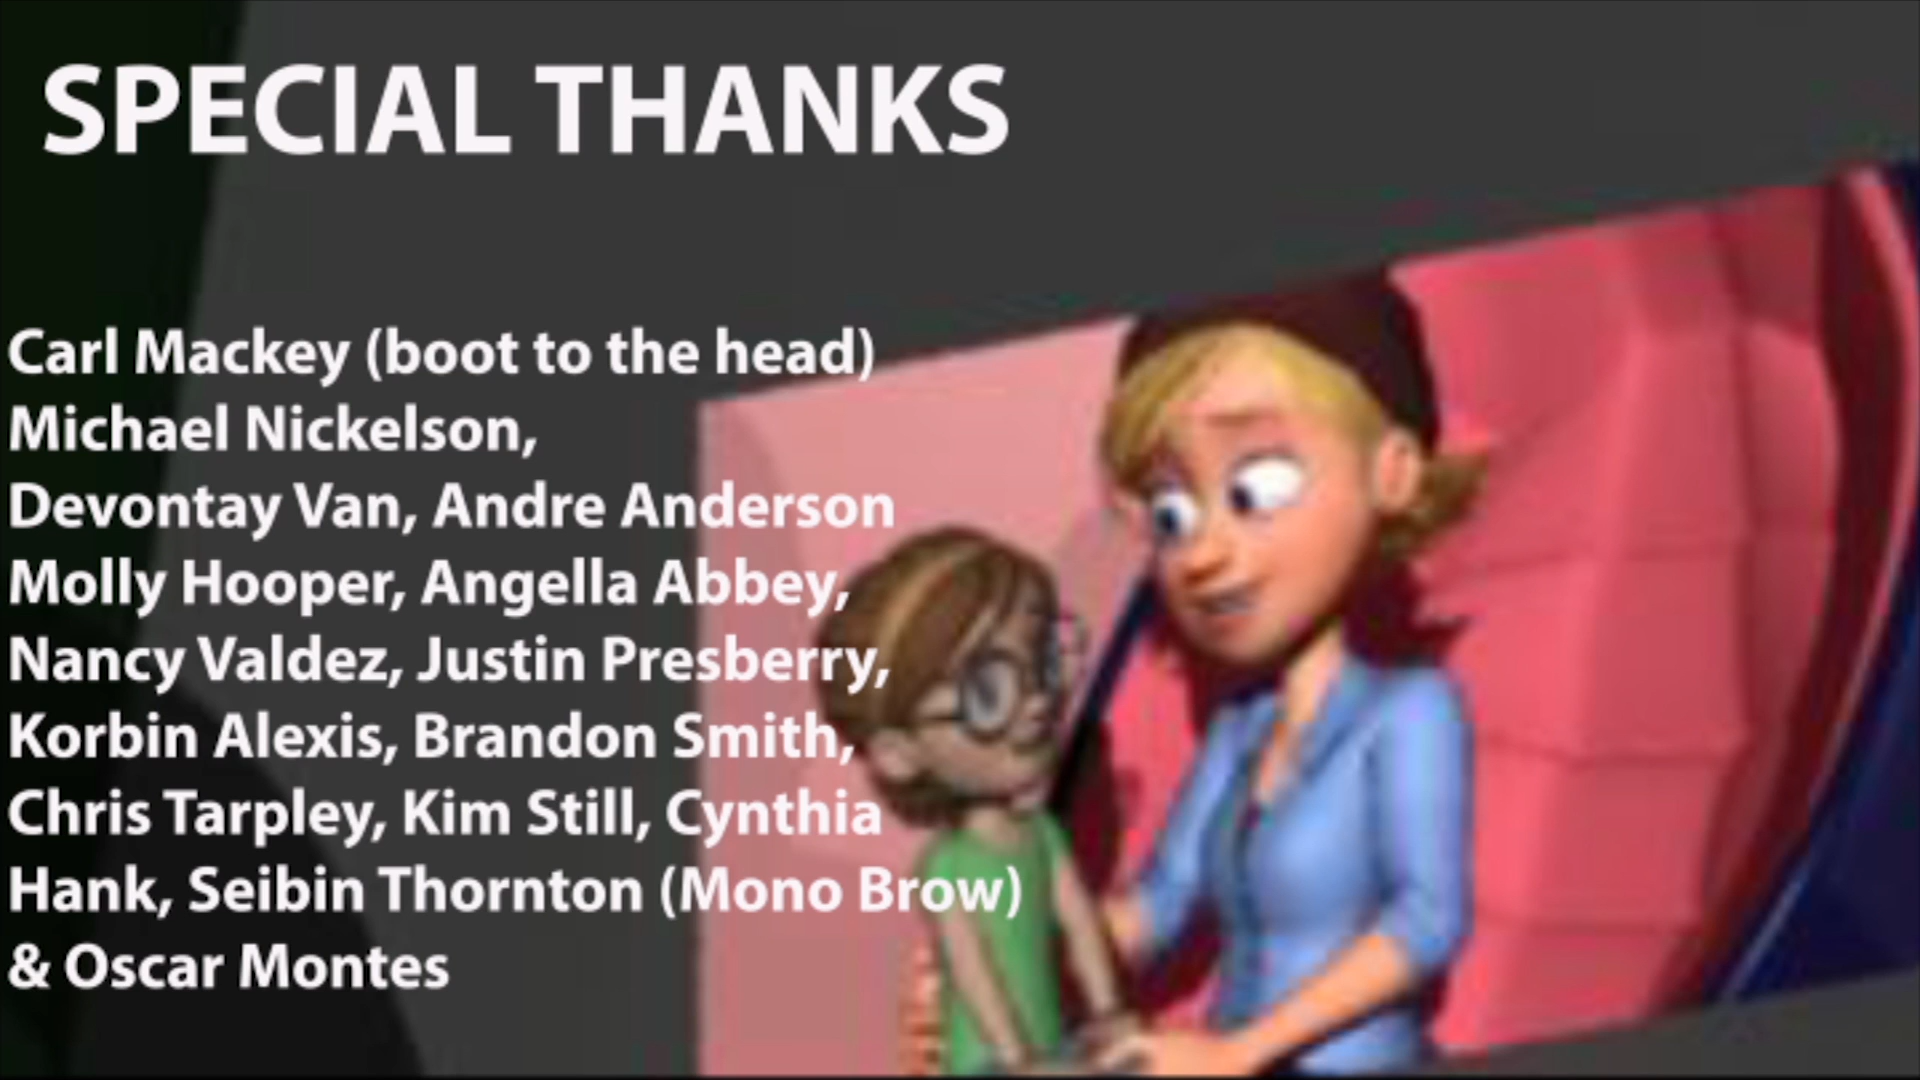 SPECIAL THANKS
Carl Mackey (boot to the head)
Michael Nickelson,
Devontay Van, Andre Anderson
Molly Hooper, Angella Abbey,
Nancy Valdez, Justin Presberry,
Korbin Alexis, Brandon Smith,
Chris Tarpley, Kim Still, Cynthia
Hank, Seibin Thornton (Mono Brow)
& Oscar Montes